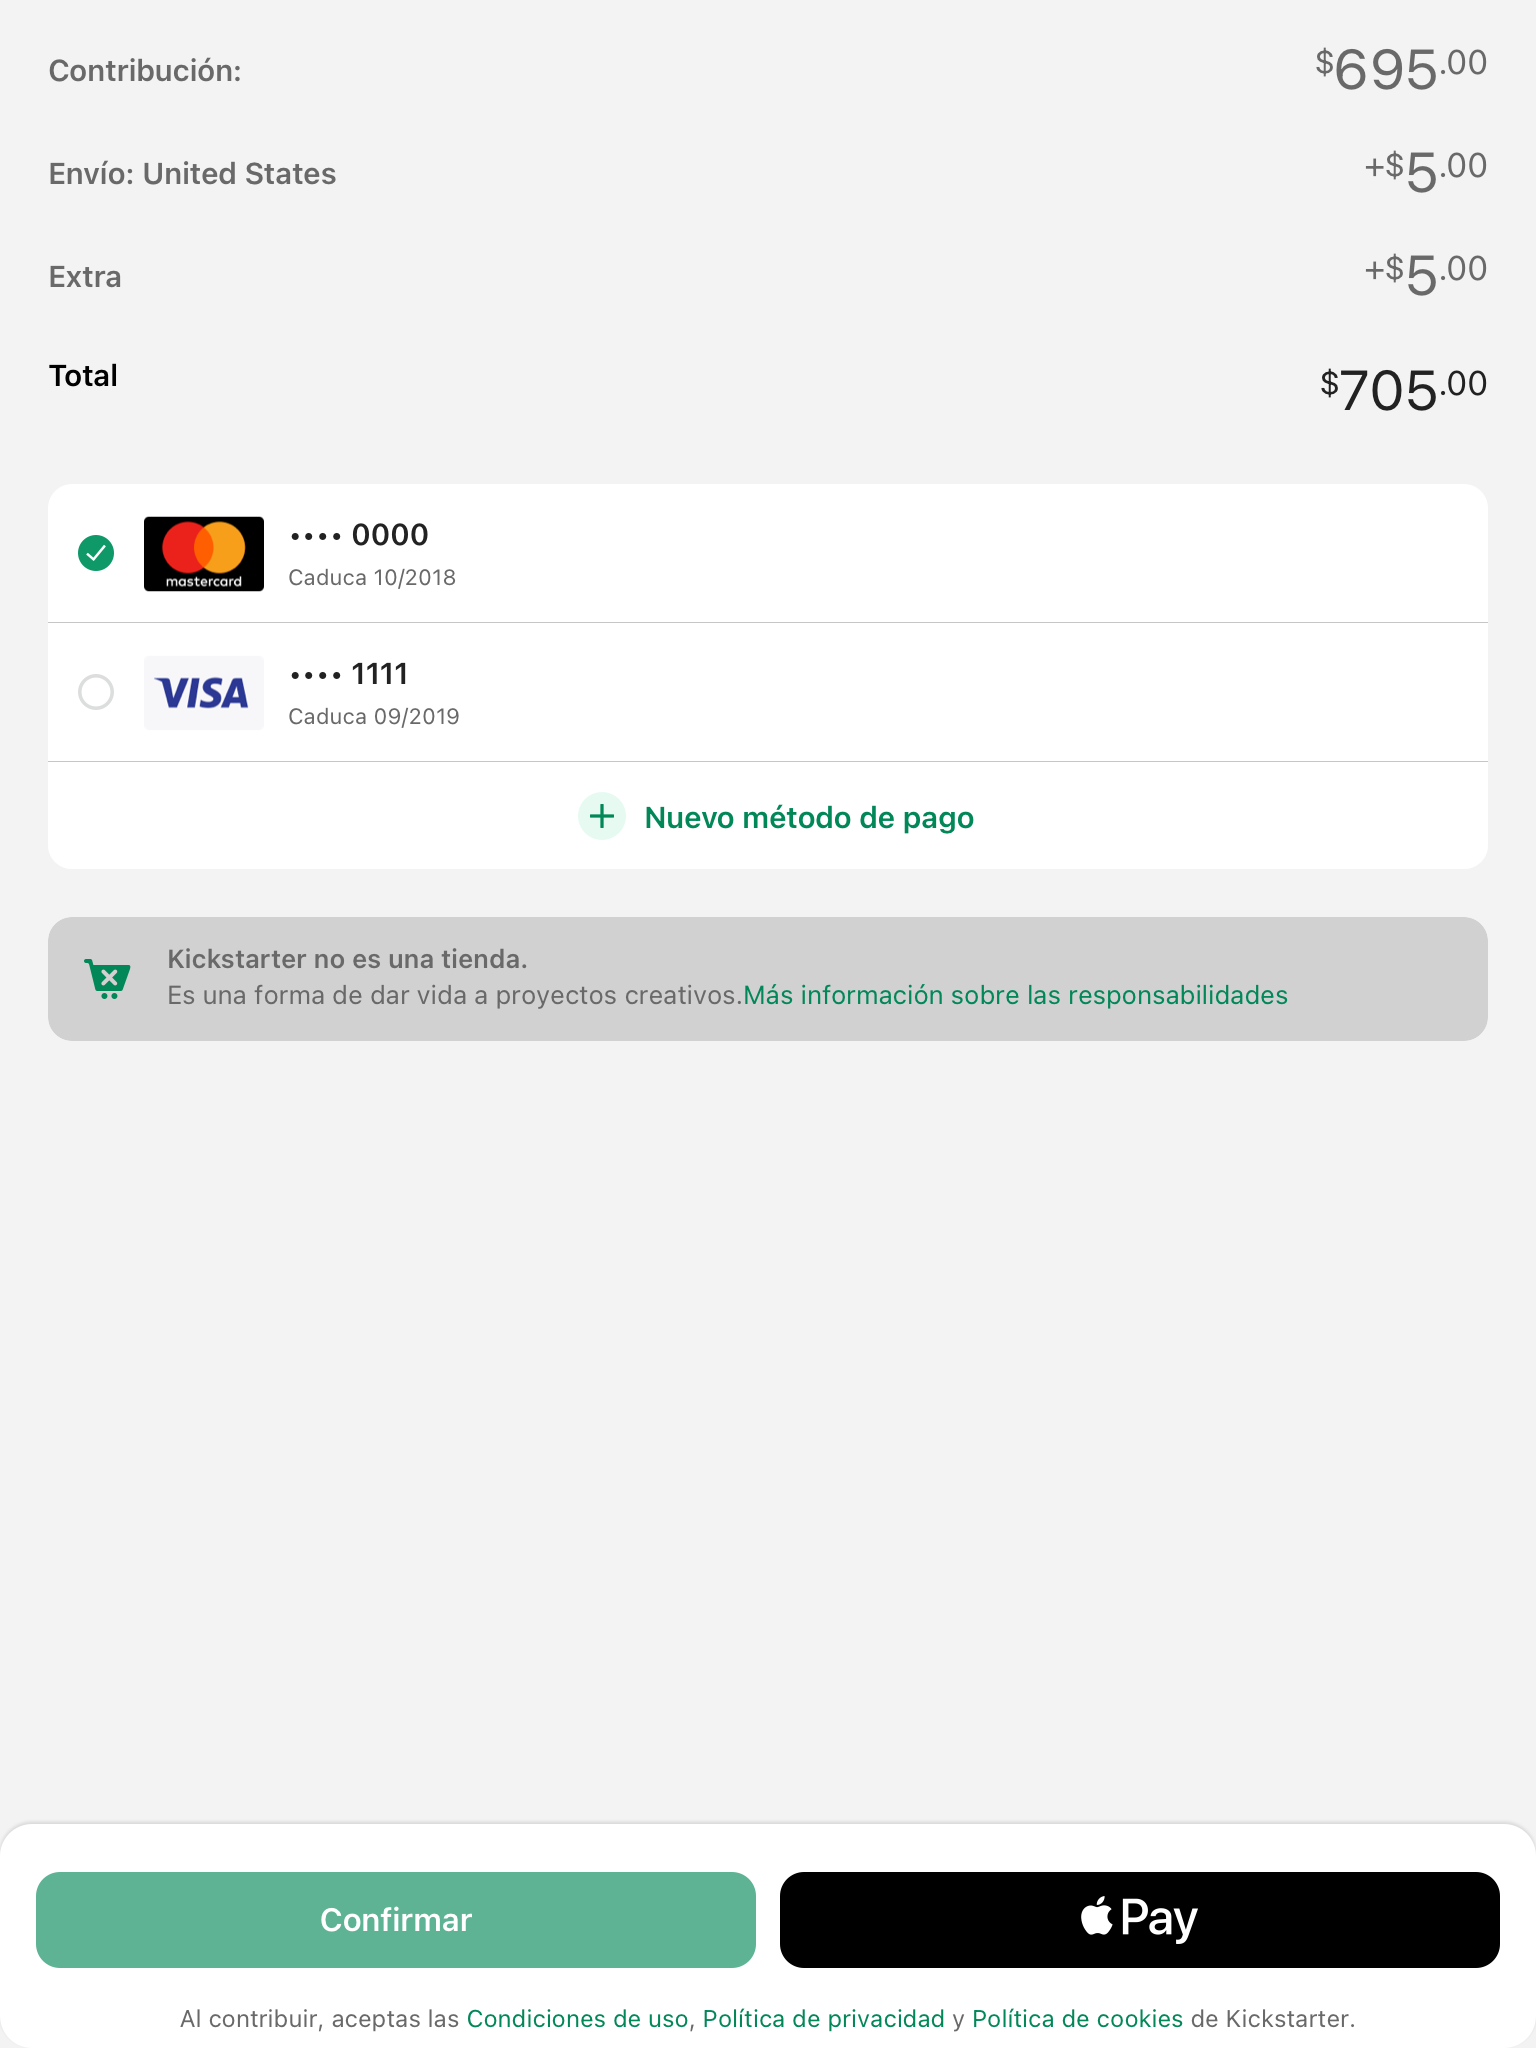 Contribución: $695.00
Envío: United States +$5.00
Extra +$5.00
Total $705.00
mastercard
•••• 0000
Caduca 10/2018
VISA
•••• 1111
Caduca 09/2019
+ Nuevo método de pago
Kickstarter no es una tienda.
Es una forma de dar vida a proyectos creativos.Más información sobre las responsabilidades
Confirmar
Pay
Al contribuir, aceptas las Condiciones de uso, Política de privacidad y Política de cookies de Kickstarter.